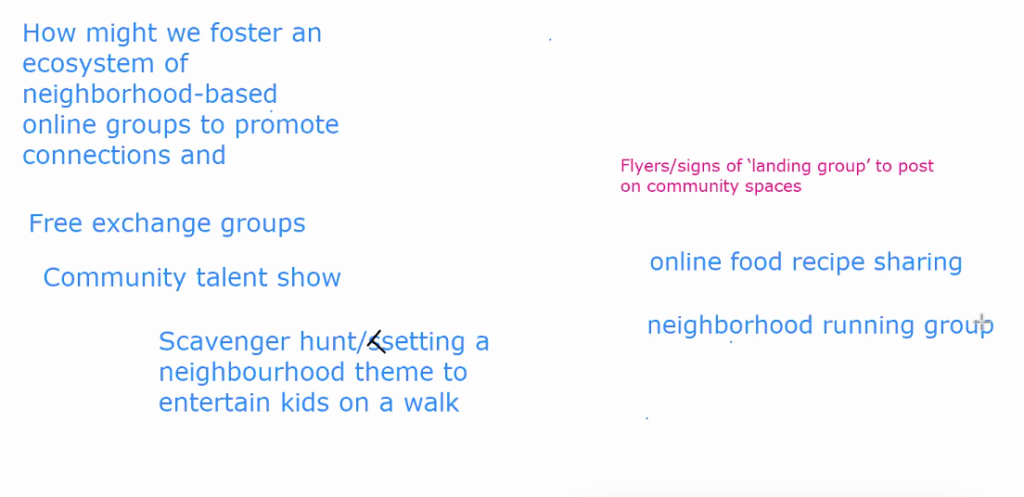 How might we foster an
ecosystem of
neighborhood-based
online groups to promote
connections and
Flyers/signs of ‘landing group’ to post
on community spaces
Free exchange groups
online food recipe sharing
Community talent show
neighborhood running group
Scavenger hunt/ssetting a
neighbourhood theme to
entertain kids on a walk